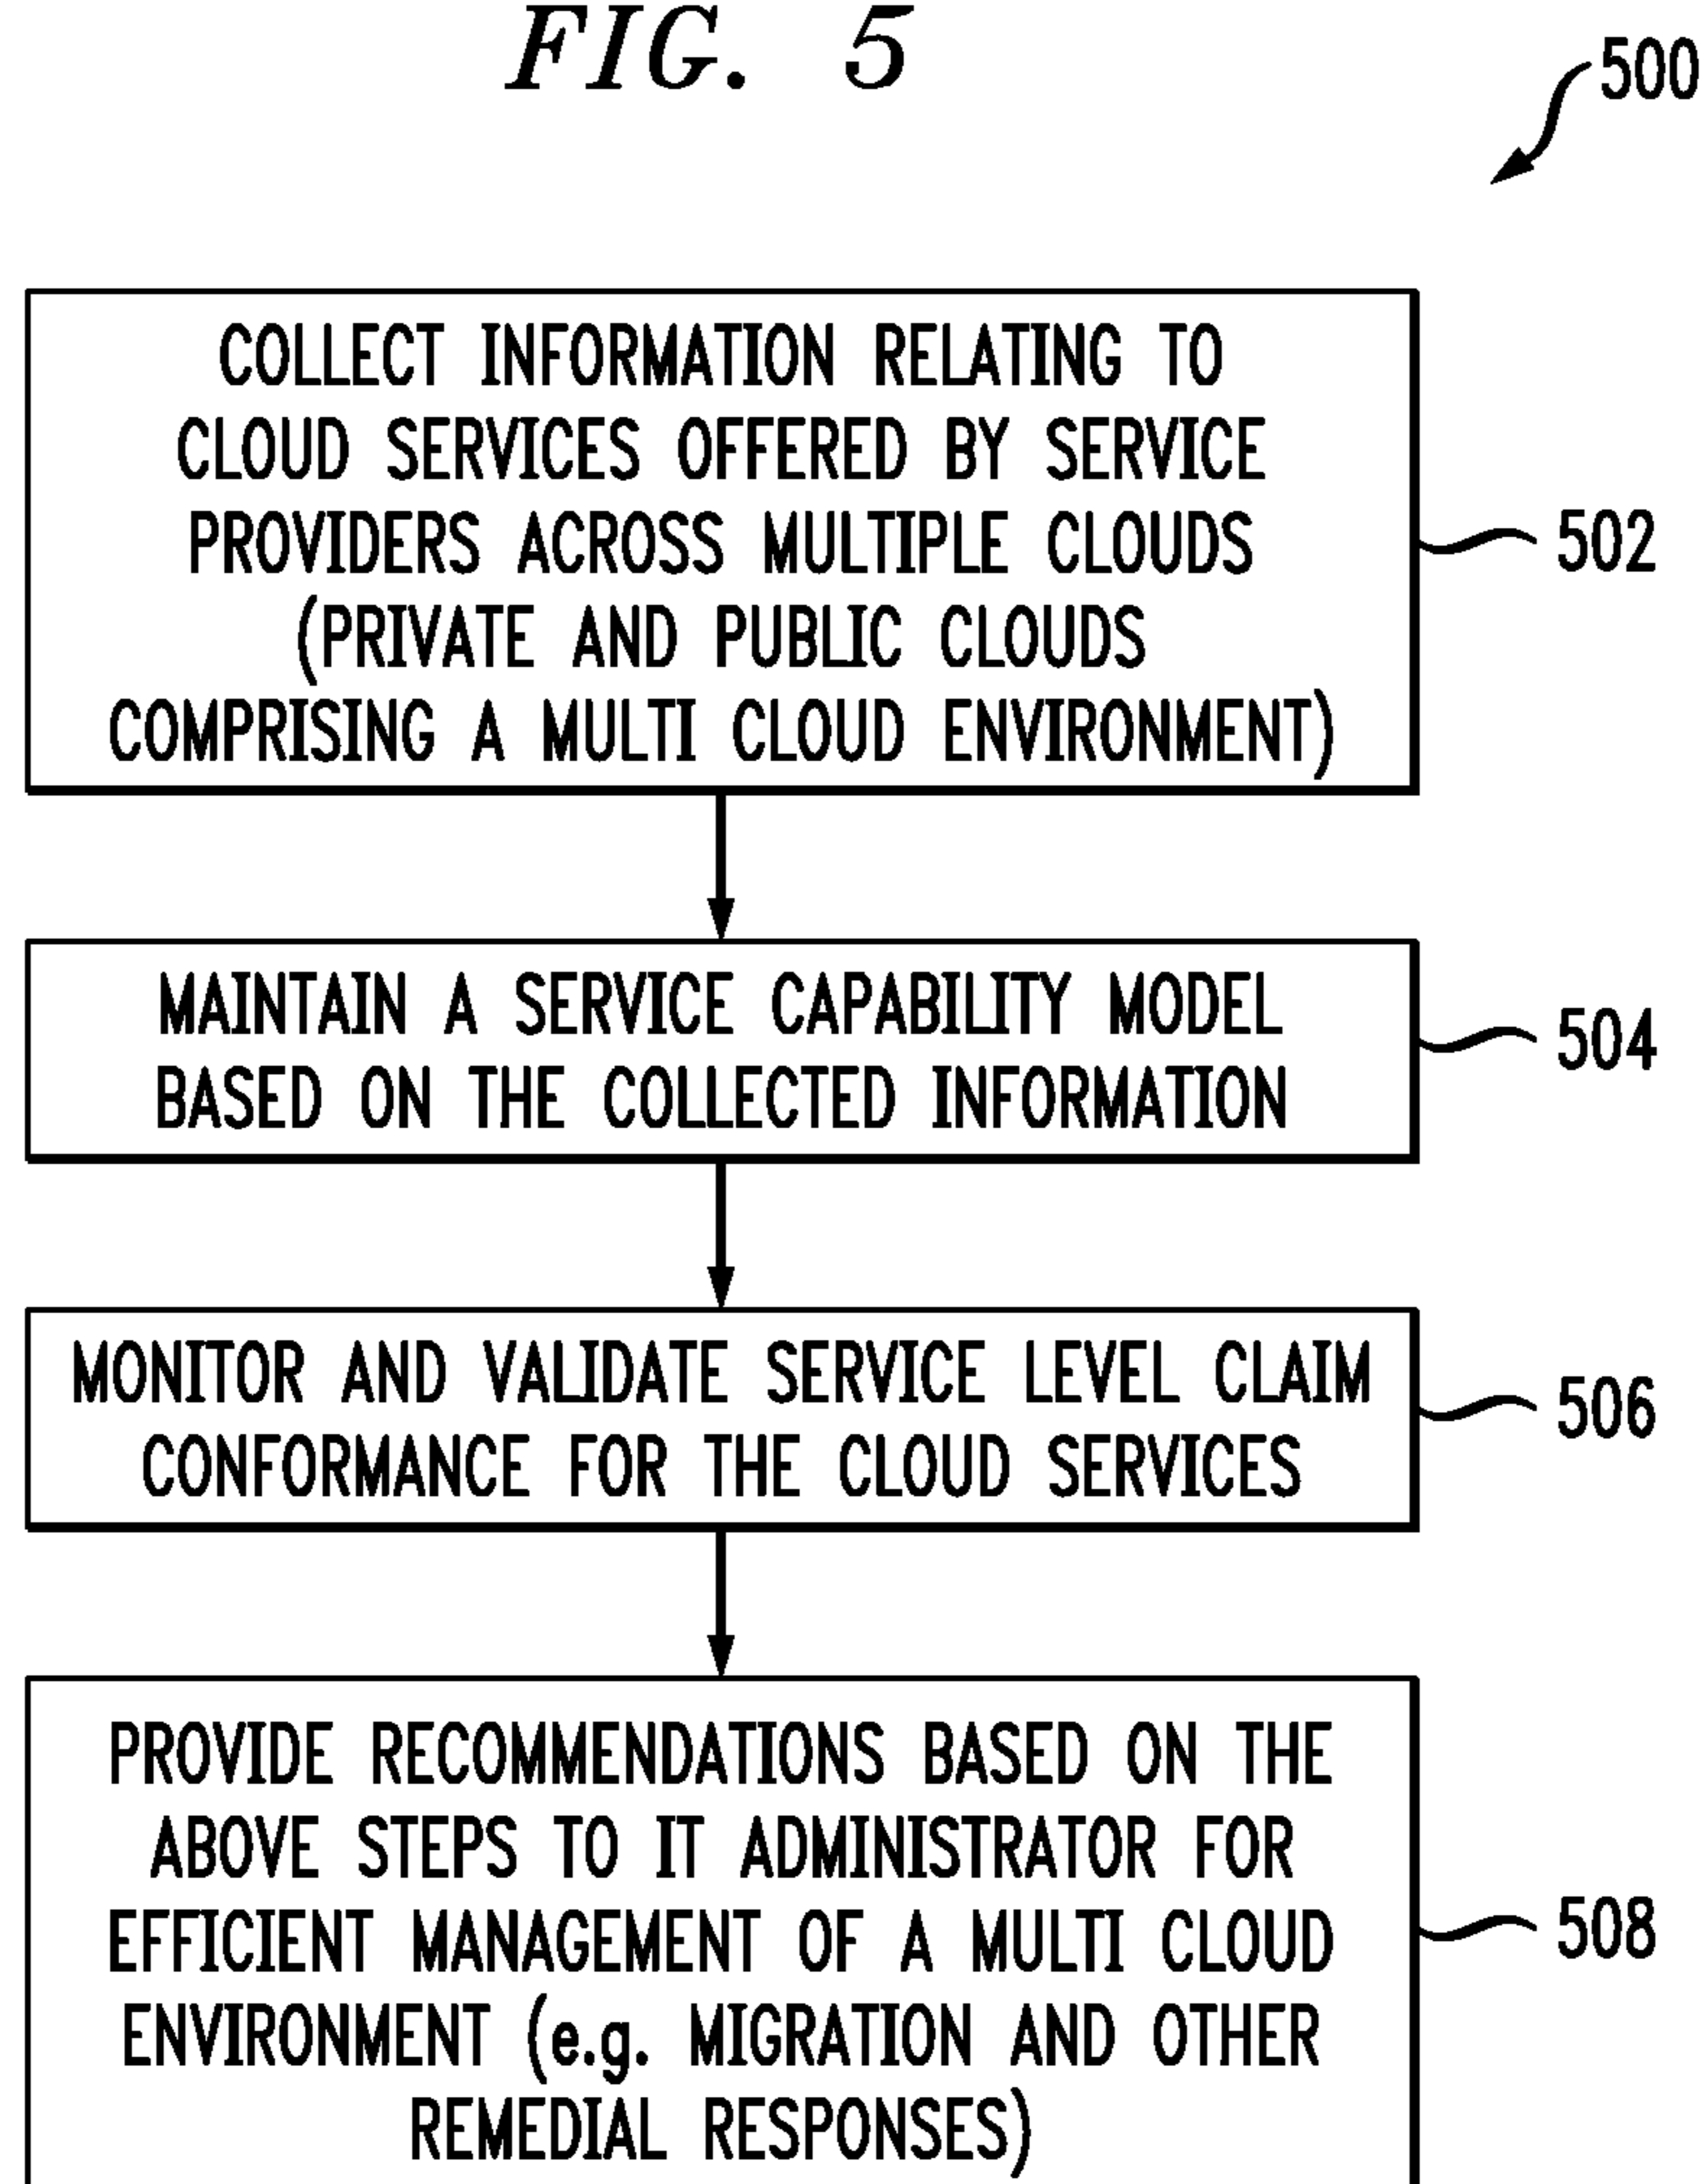 FIG. 5
500
COLLECT INFORMATION RELATING TO
CLOUD SERVICES OFFERED BY SERVICE
PROVIDERS ACROSS MULTIPLE CLOUDS
(PRIVATE AND PUBLIC CLOUDS
COMPRISING A MULTI CLOUD ENVIRONMENT)
502
MAINTAIN A SERVICE CAPABILITY MODEL
BASED ON THE COLLECTED INFORMATION
504
MONITOR AND VALIDATE SERVICE LEVEL CLAIM
CONFORMANCE FOR THE CLOUD SERVICES
506
PROVIDE RECOMMENDATIONS BASED ON THE
ABOVE STEPS TO IT ADMINISTRATOR FOR
EFFICIENT MANAGEMENT OF A MULTI CLOUD
ENVIRONMENT (e.g. MIGRATION AND OTHER
REMEDIAL RESPONSES)
508